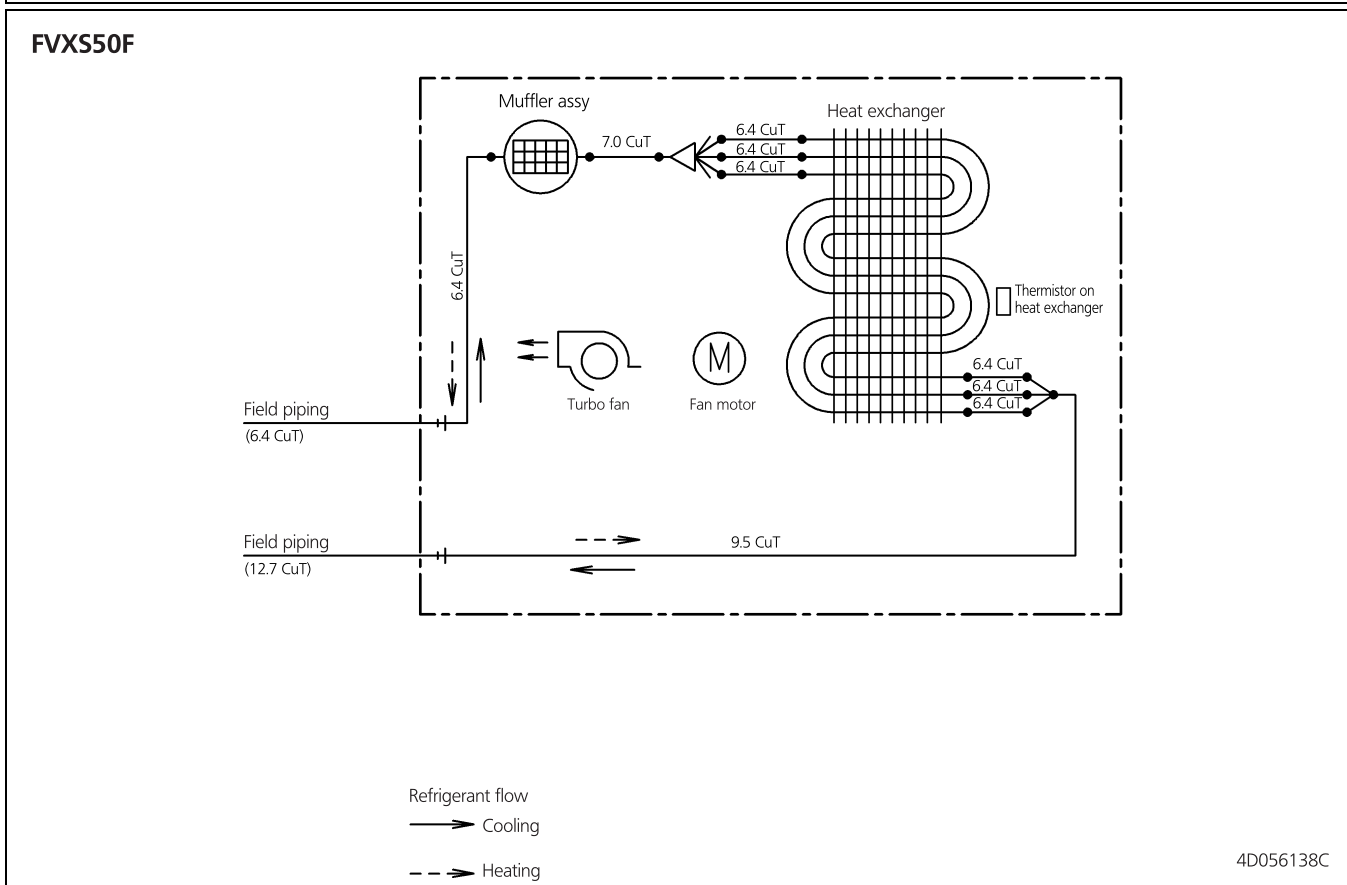 FVXS50F
Muffler assy
Heat exchanger
7.0 CuT
6.4 CuT
6.4 CuT
6.4 CuT
6.4 CuT
Thermistor on
heat exchanger
M
Turbo fan
Fan motor
6.4 CuT
6.4 CuT
6.4 CuT
Field piping
(6.4 CuT)
Field piping
(12.7 CuT)
9.5 CuT
Refrigerant flow
Cooling
Heating
4D056138C